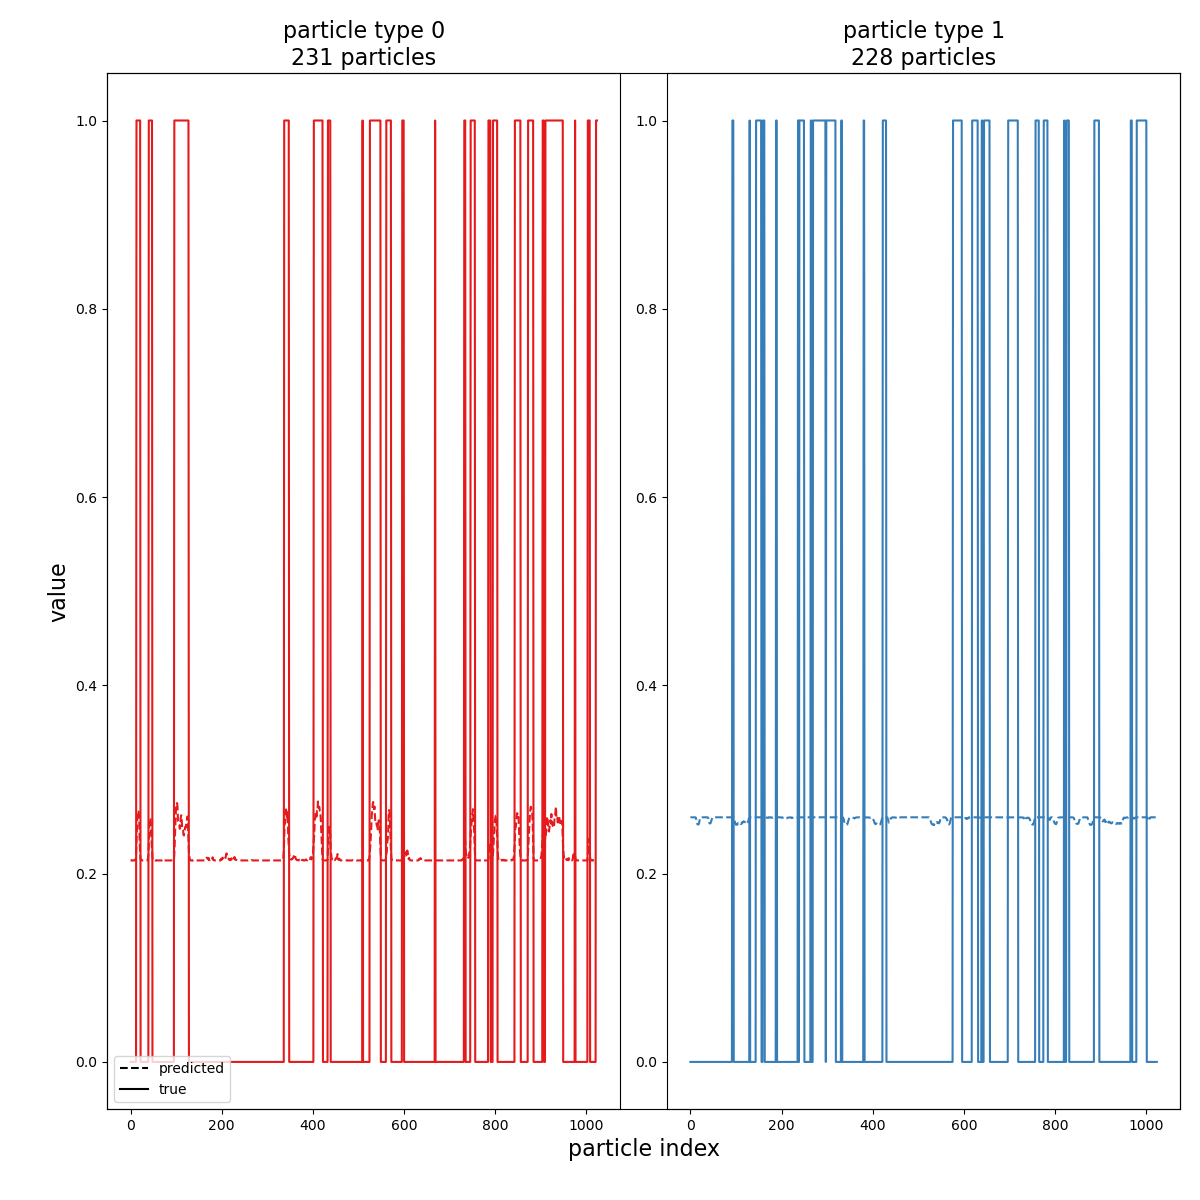 particle type 0
231 particles
particle type 1
228 particles
1.0
0.8
0.6
0.4
0.2
0.0
1.0
0.8
0.6
0.4
0.2
0.0
value
predicted
true
0 200 400 600 800 1000
0 200 400 600 800 1000
particle index